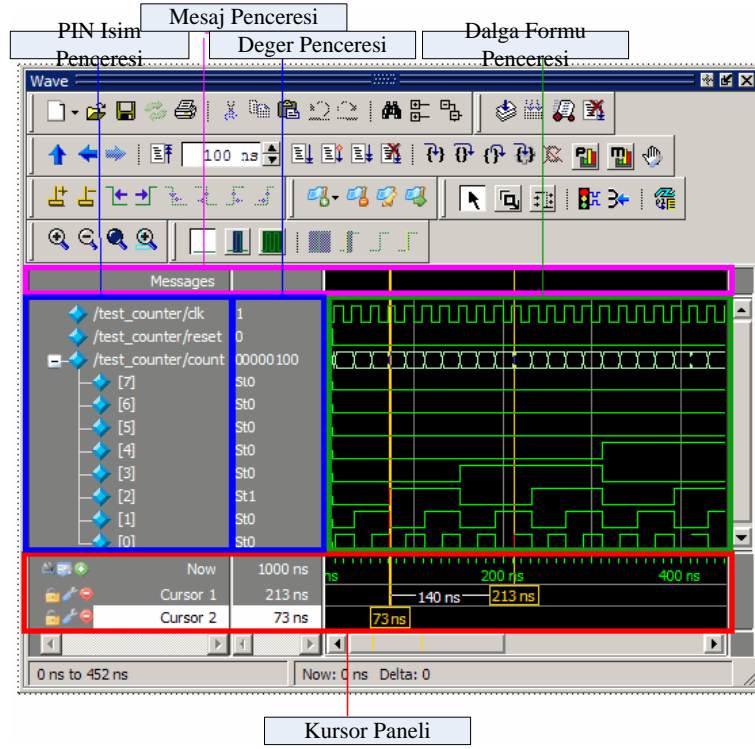 Mesaj Penceresi
PIN Isim
Penceresi
Deger Penceresi
Dalga Formu
Penceresi
Wave
100 ns
Messages
/test_counter/clk 1
/test_counter/reset 0
/test_counter/count 00000100
[7] St0
[6] St0
[5] St0
[4] St0
[3] St0
[2] St1
[1] St0
[0] St0
Now 1000 ns ns 200 ns 400 ns
Cursor 1 213 ns 140 ns 213 ns
Cursor 2 73 ns 73 ns
0 ns to 452 ns Now: 0 ns Delta: 0
Kursor Paneli